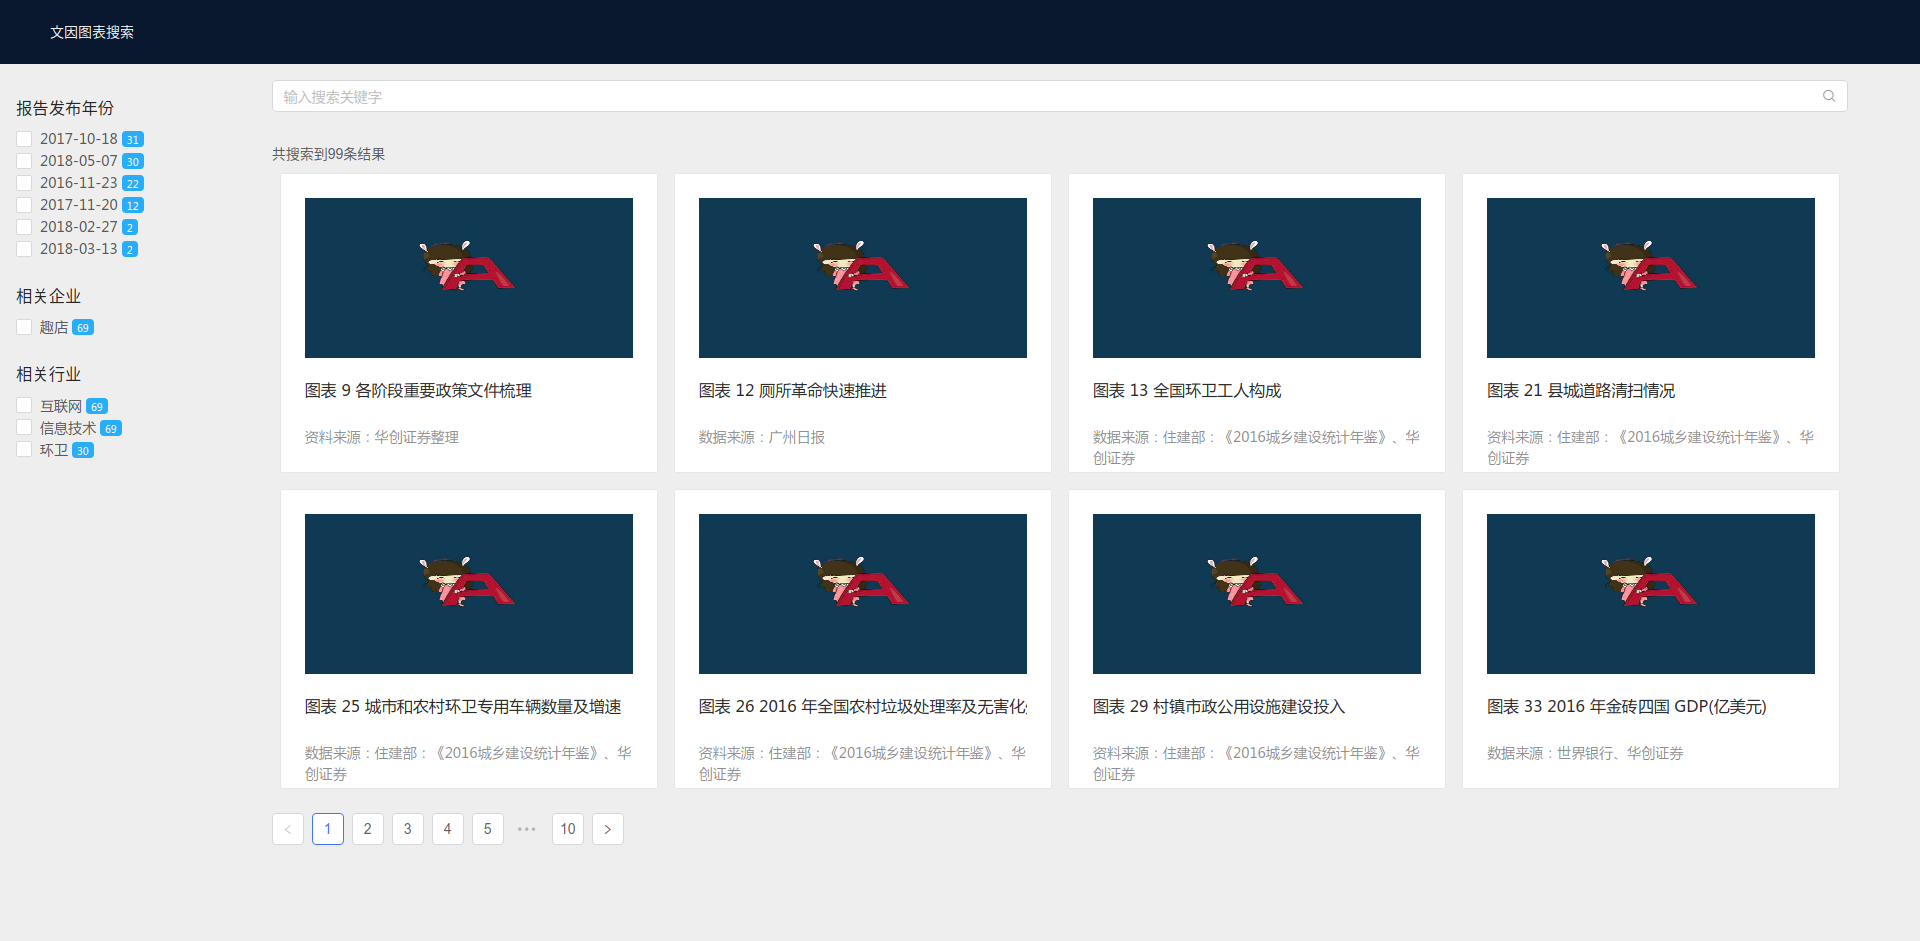 文因图表搜索
报告发布年份
2017-10-18 31
2018-05-07 30
2016-11-23 22
2017-11-20 12
2018-02-27 2
2018-03-13 2
相关企业
趣店 69
相关行业
互联网 69
信息技术 69
环卫 30
输入搜索关键字
共搜索到99条结果
图表 9 各阶段重要政策文件梳理
资料来源：华创证券整理
图表 12 厕所革命快速推进
数据来源：广州日报
图表 13 全国环卫工人构成
数据来源：住建部：《2016城乡建设统计年鉴》、华
创证券
图表 21 县城道路清扫情况
资料来源：住建部：《2016城乡建设统计年鉴》、华
创证券
图表 25 城市和农村环卫专用车辆数量及增速
数据来源：住建部：《2016城乡建设统计年鉴》、华
创证券
图表 26 2016 年全国农村垃圾处理率及无害化
资料来源：住建部：《2016城乡建设统计年鉴》、华
创证券
图表 29 村镇市政公用设施建设投入
资料来源：住建部：《2016城乡建设统计年鉴》、华
创证券
图表 33 2016 年金砖四国 GDP(亿美元)
数据来源：世界银行、华创证券
< 1 2 3 4 5 ••• 10 >